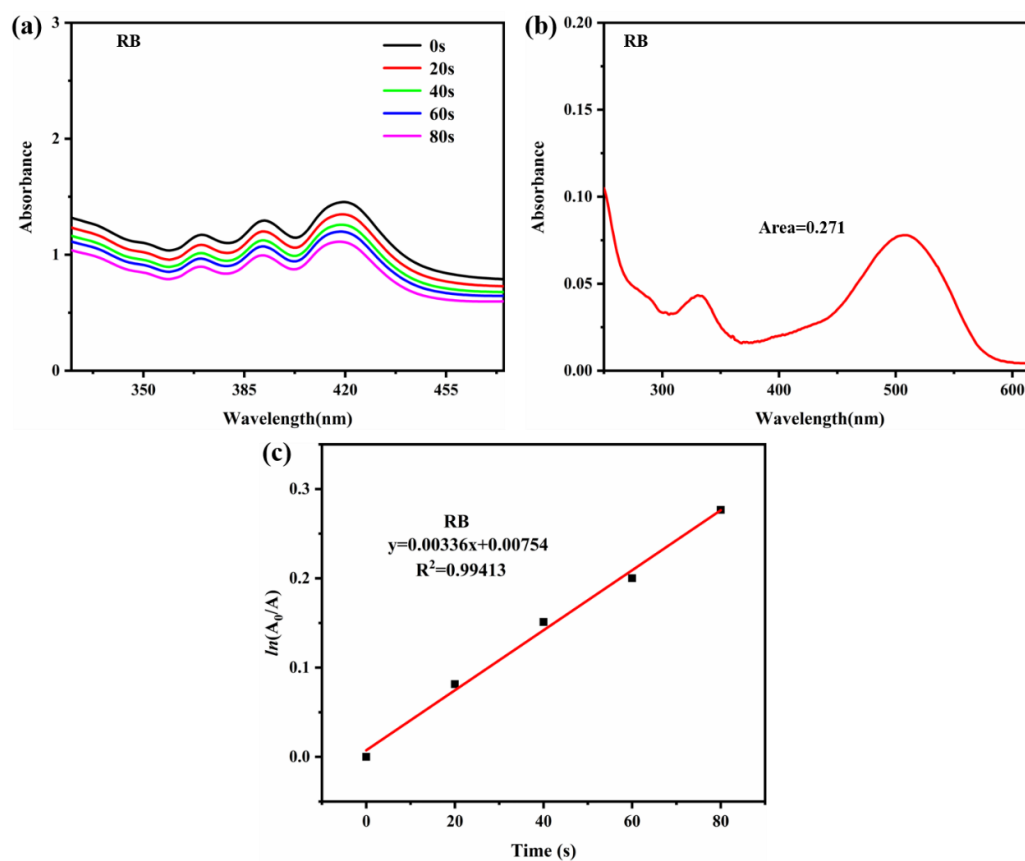 (a)
RB
0s
20s
40s
60s
80s
3
2
1
0
Absorbance
350
385
420
455
Wavelength(nm)
(b)
RB
Area=0.271
0.20
0.15
0.10
0.05
0.00
Absorbance
300
400
500
600
Wavelength(nm)
(c)
RB
y=0.00336x+0.00754
R²=0.99413
0.3
0.2
0.1
0.0
ln(A₀/A)
0
20
40
60
80
Time (s)